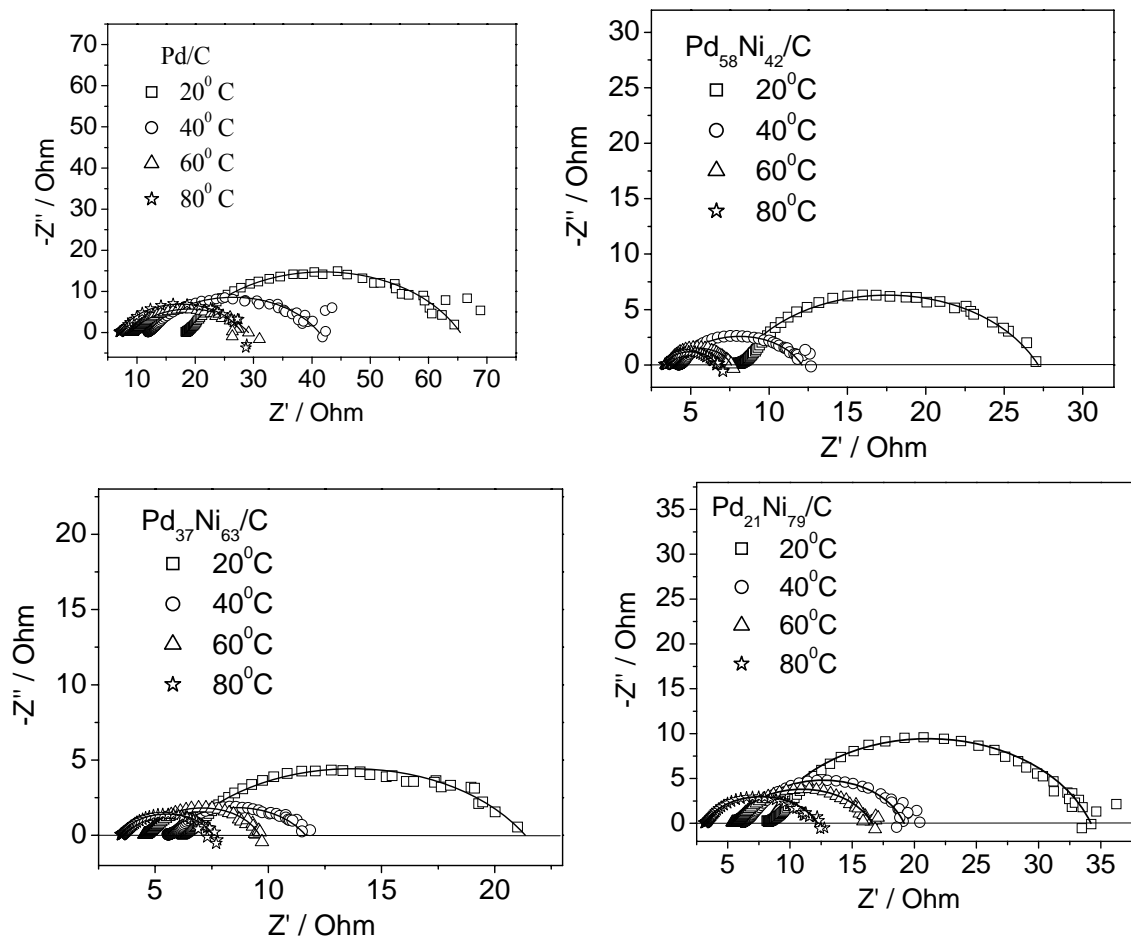 Pd/C
20⁰ C
40⁰ C
60⁰ C
80⁰ C
-Z'' / Ohm
70
60
50
40
30
20
10
0
10 20 30 40 50 60 70
Z' / Ohm
Pd₅₈Ni₄₂/C
20⁰C
40⁰C
60⁰C
80⁰C
-Z'' / Ohm
30
25
20
15
10
5
0
5 10 15 20 25 30
Z' / Ohm
Pd₃₇Ni₆₃/C
20⁰C
40⁰C
60⁰C
80⁰C
-Z'' / Ohm
20
15
10
5
0
5 10 15 20
Z' / Ohm
Pd₂₁Ni₇₉/C
20⁰C
40⁰C
60⁰C
80⁰C
-Z'' / Ohm
35
30
25
20
15
10
5
0
5 10 15 20 25 30 35
Z' / Ohm